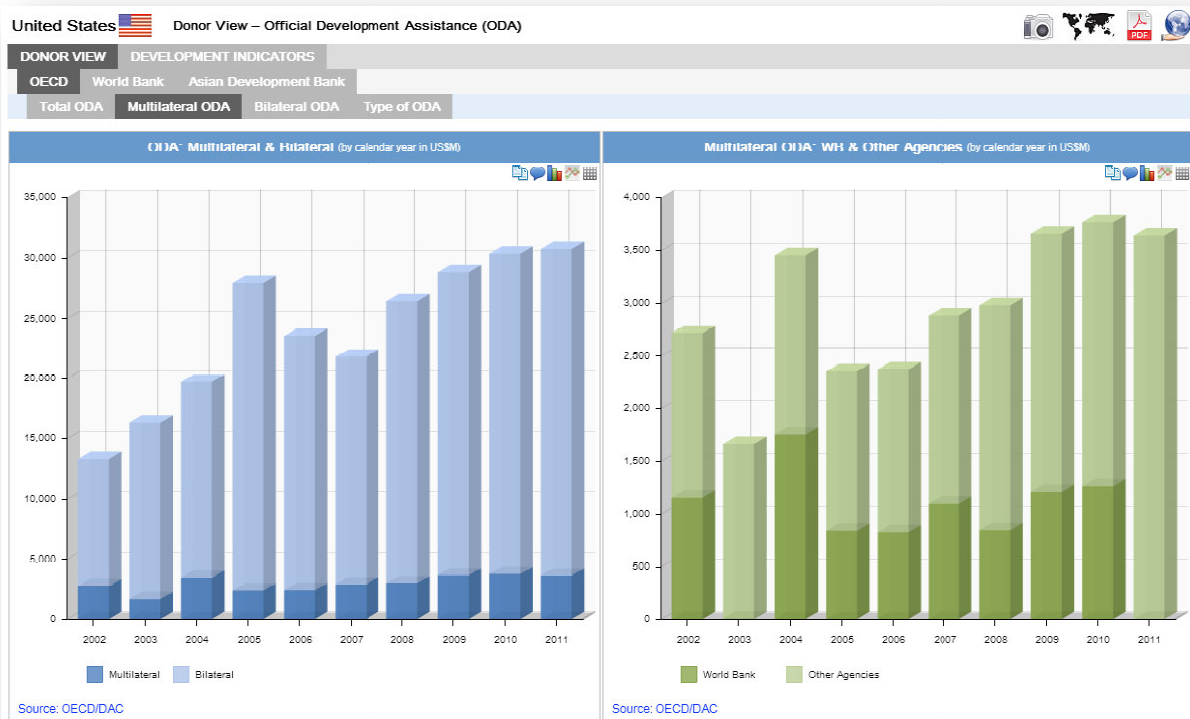 United States Donor View – Official Development Assistance (ODA)
PDF
DONOR VIEW DEVELOPMENT INDICATORS
OECD World Bank Asian Development Bank
Total ODA Multilateral ODA Bilateral ODA Type of ODA
ODA: Multilateral & Bilateral (by calendar year in US$M)
35,000
30,000
25,000
20,000
15,000
10,000
5,000
0
2002 2003 2004 2005 2006 2007 2008 2009 2010 2011
Multilateral Bilateral
Source: OECD/DAC
Multilateral ODA: WB & Other Agencies (by calendar year in US$M)
4,000
3,500
3,000
2,500
2,000
1,500
1,000
500
0
2002 2003 2004 2005 2006 2007 2008 2009 2010 2011
World Bank Other Agencies
Source: OECD/DAC